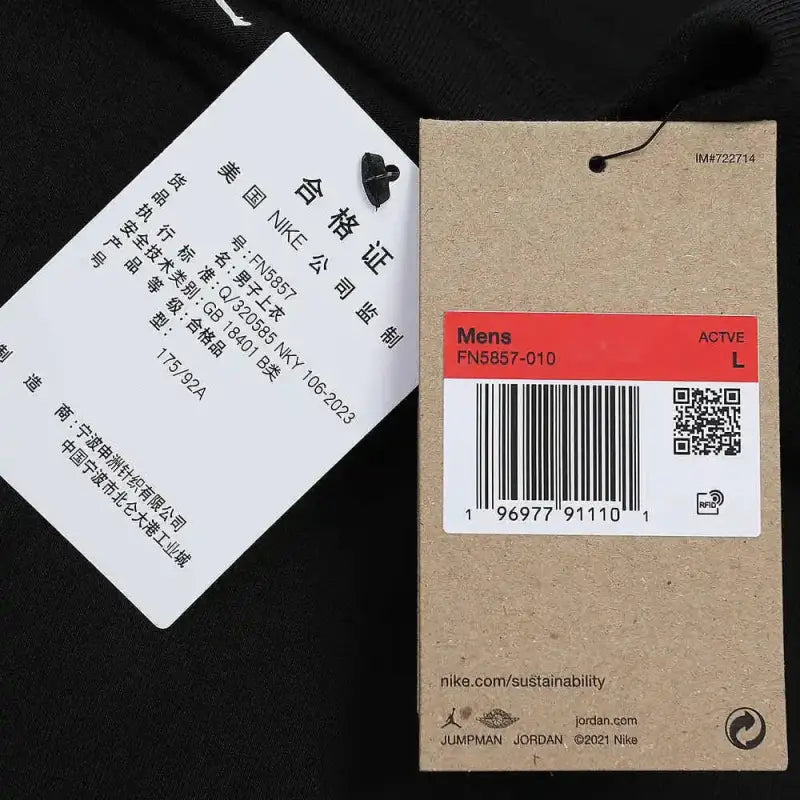 合格证
美国NIKE公司监制
货号:FN5857
品名:男子上衣
执行标准:Q/320585 NKY 106-2023
安全技术类别:GB 18401 B类
产品等级:合格品
号型:
175/92A
制造商:宁波申洲针织有限公司
中国宁波市北仑大港工业城
IM#722714
Mens ACTVE
FN5857-010 L
1 96977 91110 1
RFID
nike.com/sustainability
jordan.com
JUMPMAN JORDAN ©2021 Nike